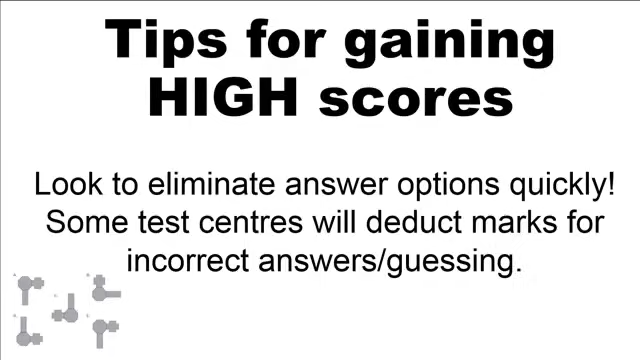 Tips for gaining
HIGH scores
Look to eliminate answer options quickly!
Some test centres will deduct marks for
incorrect answers/guessing.